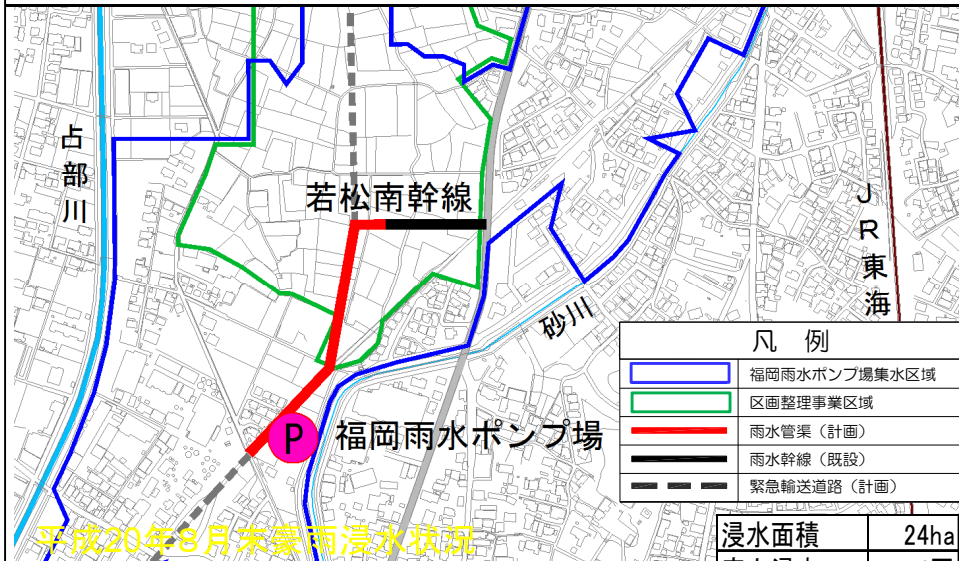 占部川
若松南幹線
JR東海
砂川
凡 例
福岡雨水ポンプ場集水区域
区画整理事業区域
雨水管渠（計画）
雨水幹線（既設）
緊急輸送道路（計画）
P
福岡雨水ポンプ場
平成20年8月末豪雨浸水状況
浸水面積 24ha